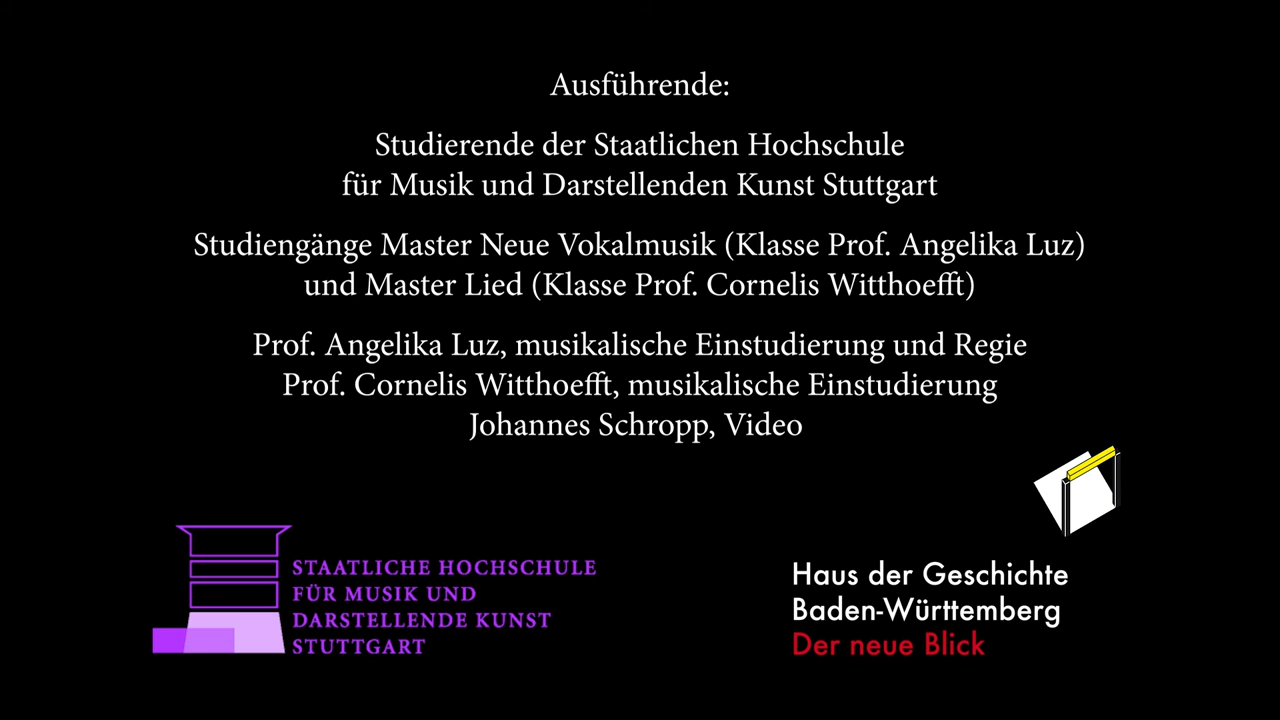 Ausführende:
Studierende der Staatlichen Hochschule
für Musik und Darstellenden Kunst Stuttgart
Studiengänge Master Neue Vokalmusik (Klasse Prof. Angelika Luz)
und Master Lied (Klasse Prof. Cornelis Witthoefft)
Prof. Angelika Luz, musikalische Einstudierung und Regie
Prof. Cornelis Witthoefft, musikalische Einstudierung
Johannes Schropp, Video
STAATLICHE HOCHSCHULE
FÜR MUSIK UND
DARSTELLENDE KUNST
STUTTGART
Haus der Geschichte
Baden-Württemberg
Der neue Blick